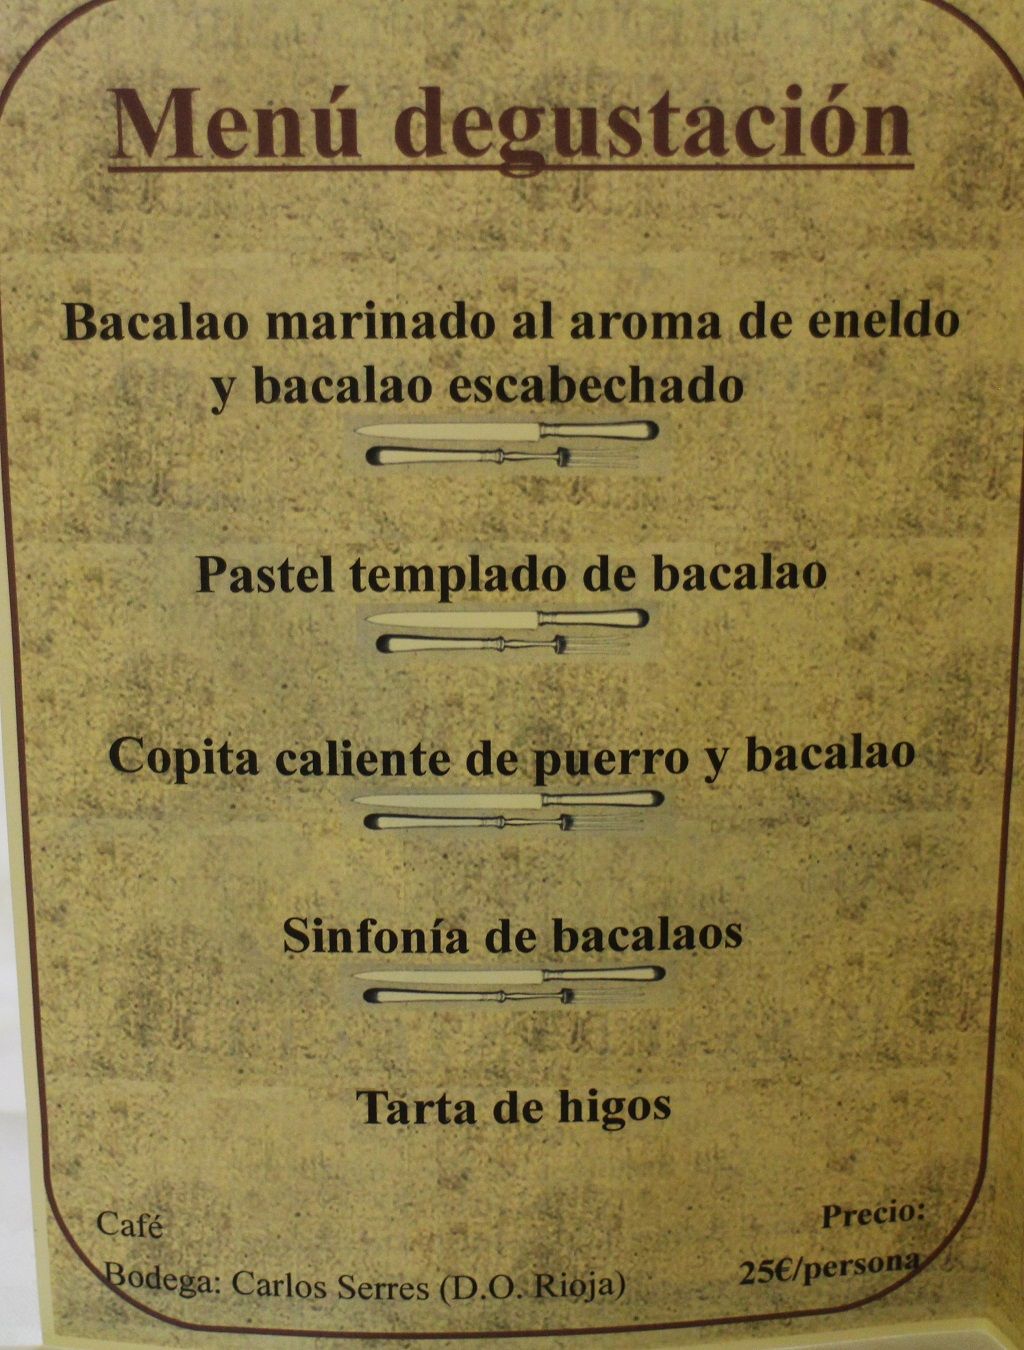 Menú degustación
Bacalao marinado al aroma de eneldo
y bacalao escabechado
Pastel templado de bacalao
Copita caliente de puerro y bacalao
Sinfonía de bacalaos
Tarta de higos
Café
Bodega: Carlos Serres (D.O. Rioja)
Precio:
25€/persona